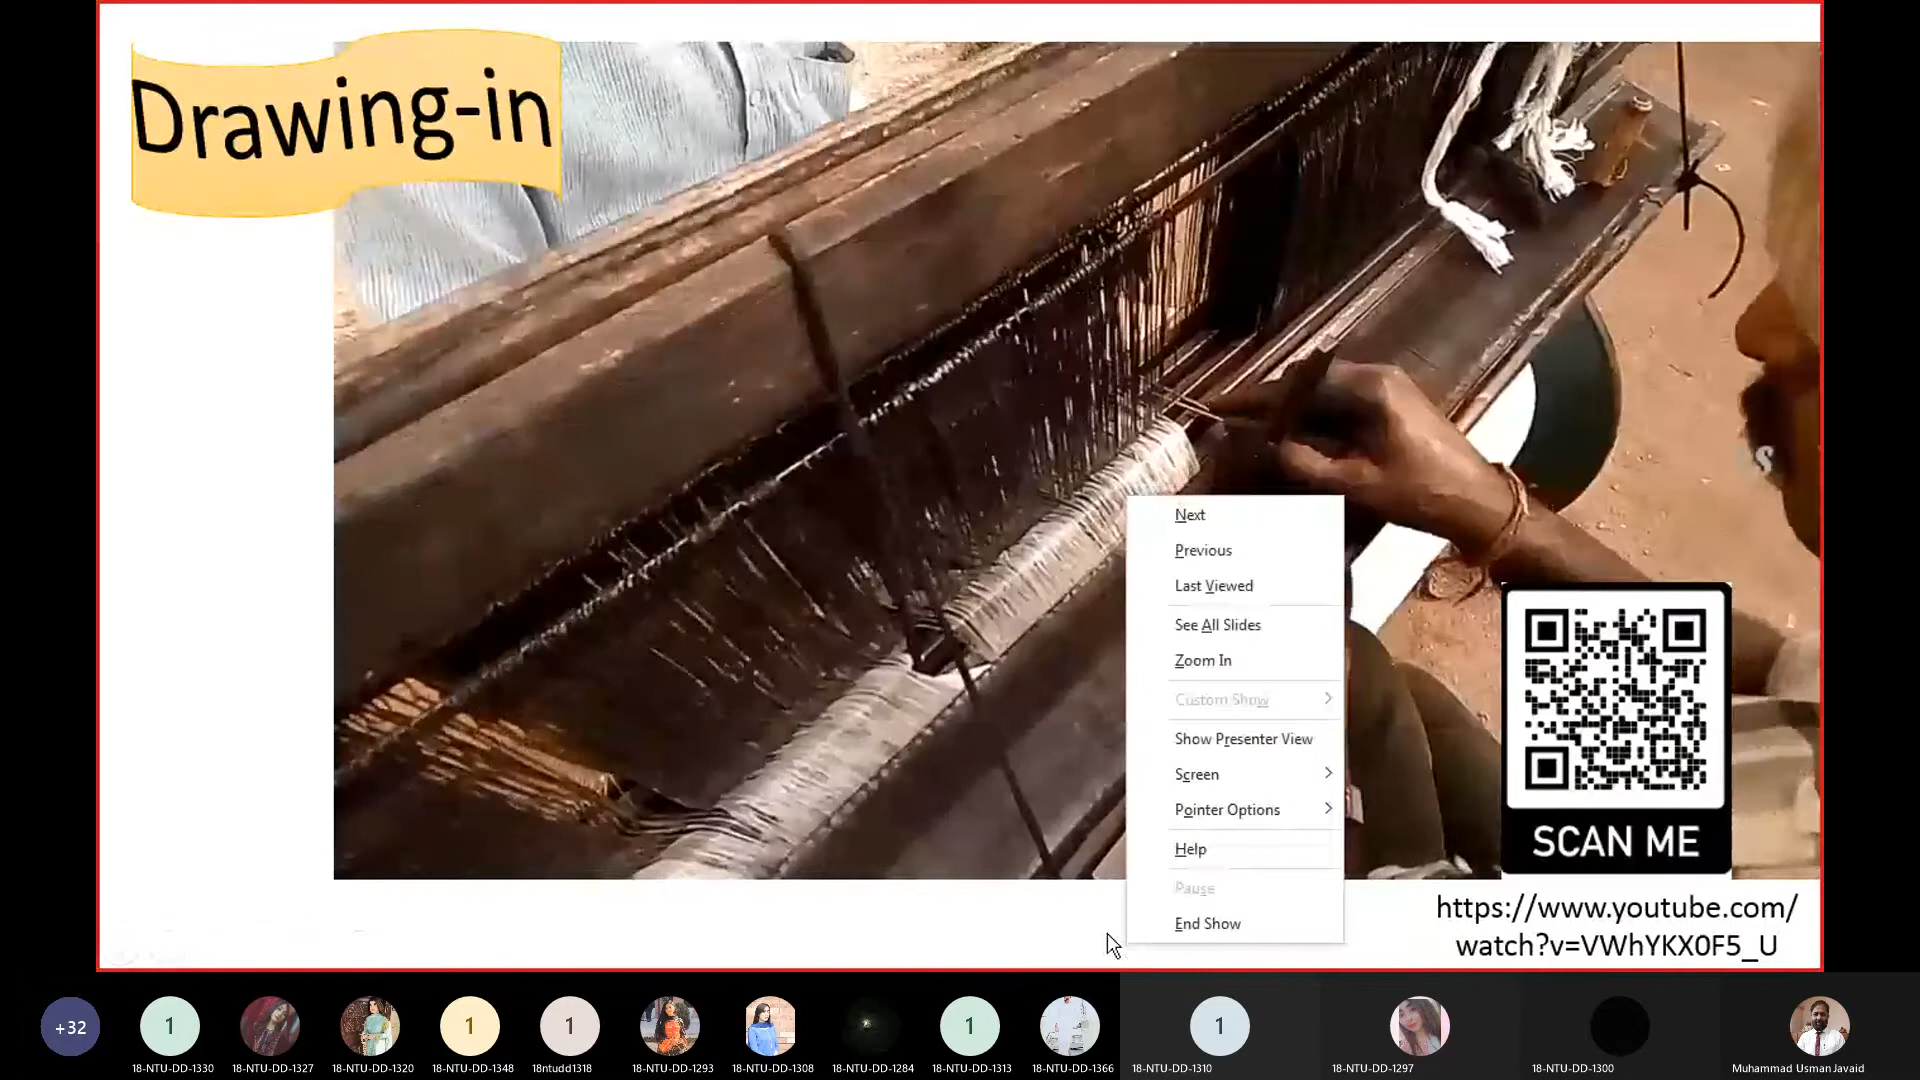 Drawing-in
s
Next
Previous
Last Viewed
See All Slides
Zoom In
Custom Show
Show Presenter View
Screen
Pointer Options
Help
Pause
End Show
SCAN ME
https://www.youtube.com/
watch?v=VWhYKX0F5_U
+32
1
1
1
1
1
18-NTU-DD-1330
18-NTU-DD-1327
18-NTU-DD-1320
18-NTU-DD-1348
18ntudd1318
18-NTU-DD-1293
18-NTU-DD-1308
18-NTU-DD-1284
18-NTU-DD-1313
18-NTU-DD-1366
18-NTU-DD-1310
18-NTU-DD-1297
18-NTU-DD-1300
Muhammad Usman Javaid